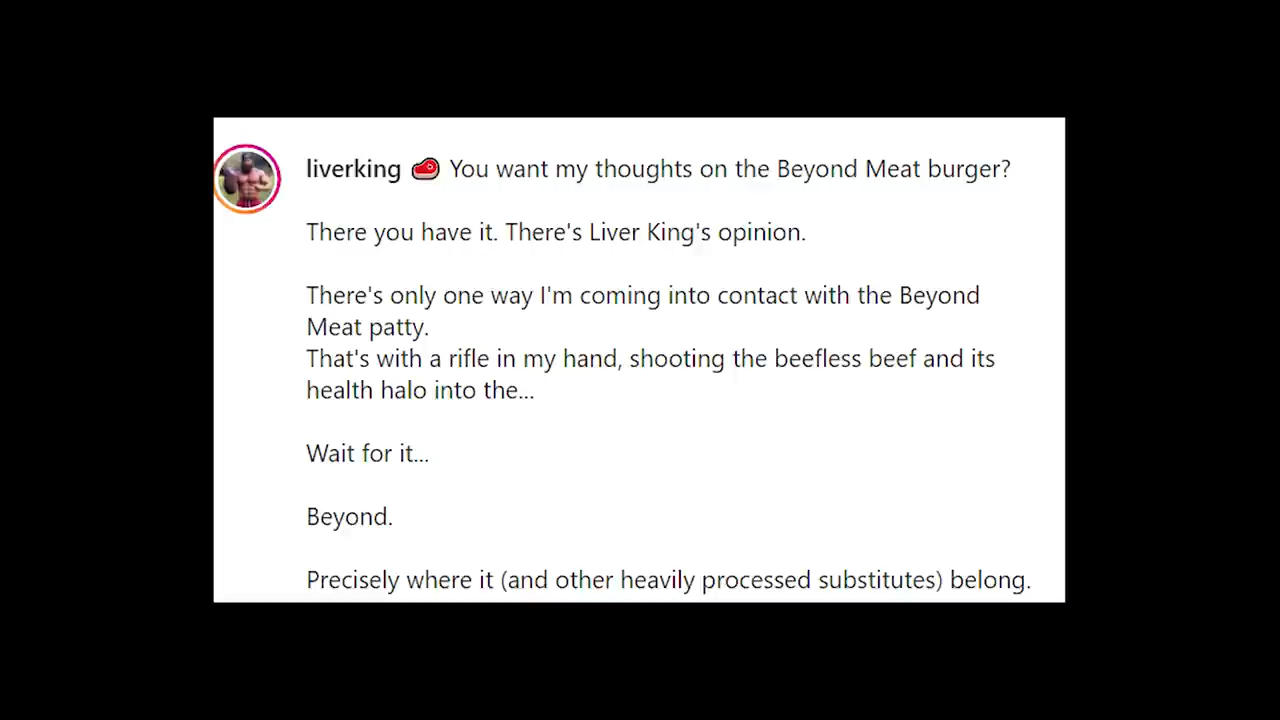 liverking 🥩 You want my thoughts on the Beyond Meat burger?
There you have it. There's Liver King's opinion.
There's only one way I'm coming into contact with the Beyond
Meat patty.
That's with a rifle in my hand, shooting the beefless beef and its
health halo into the...
Wait for it...
Beyond.
Precisely where it (and other heavily processed substitutes) belong.